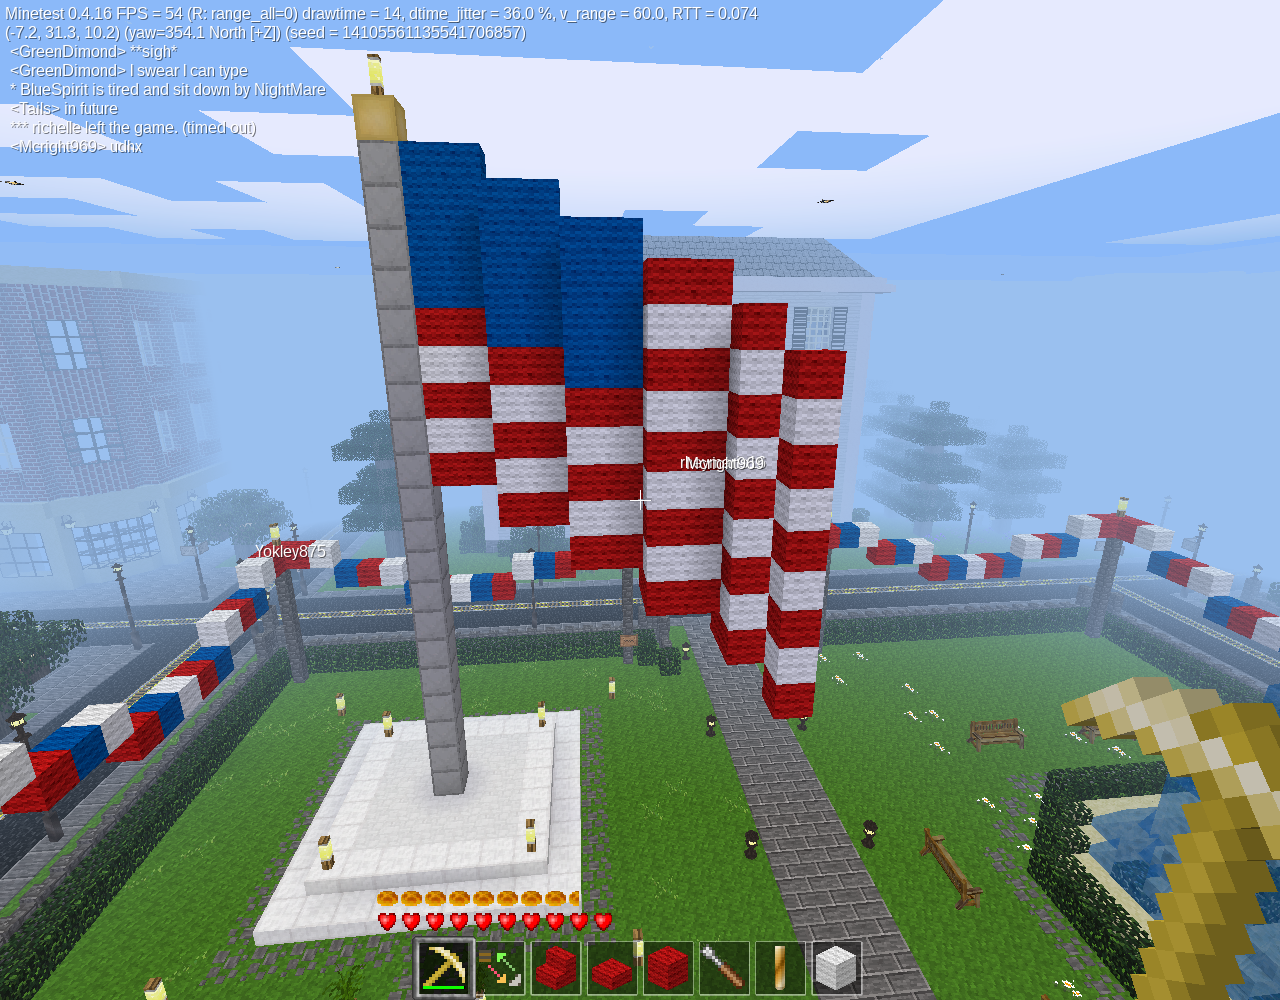 Minetest 0.4.16 FPS = 54 (R: range_all=0) drawtime = 14, dtime_jitter = 36.0 %, v_range = 60.0, RTT = 0.074
(-7.2, 31.3, 10.2) (yaw=354.1 North [+Z]) (seed = 14105561135541706857)
<GreenDimond> **sigh*
<GreenDimond> I swear I can type
* BlueSpirit is tired and sit down by NightMare
<Tails> in future
*** richelle left the game. (timed out)
<Mcright969> udhx
Mcright969
Yokley875